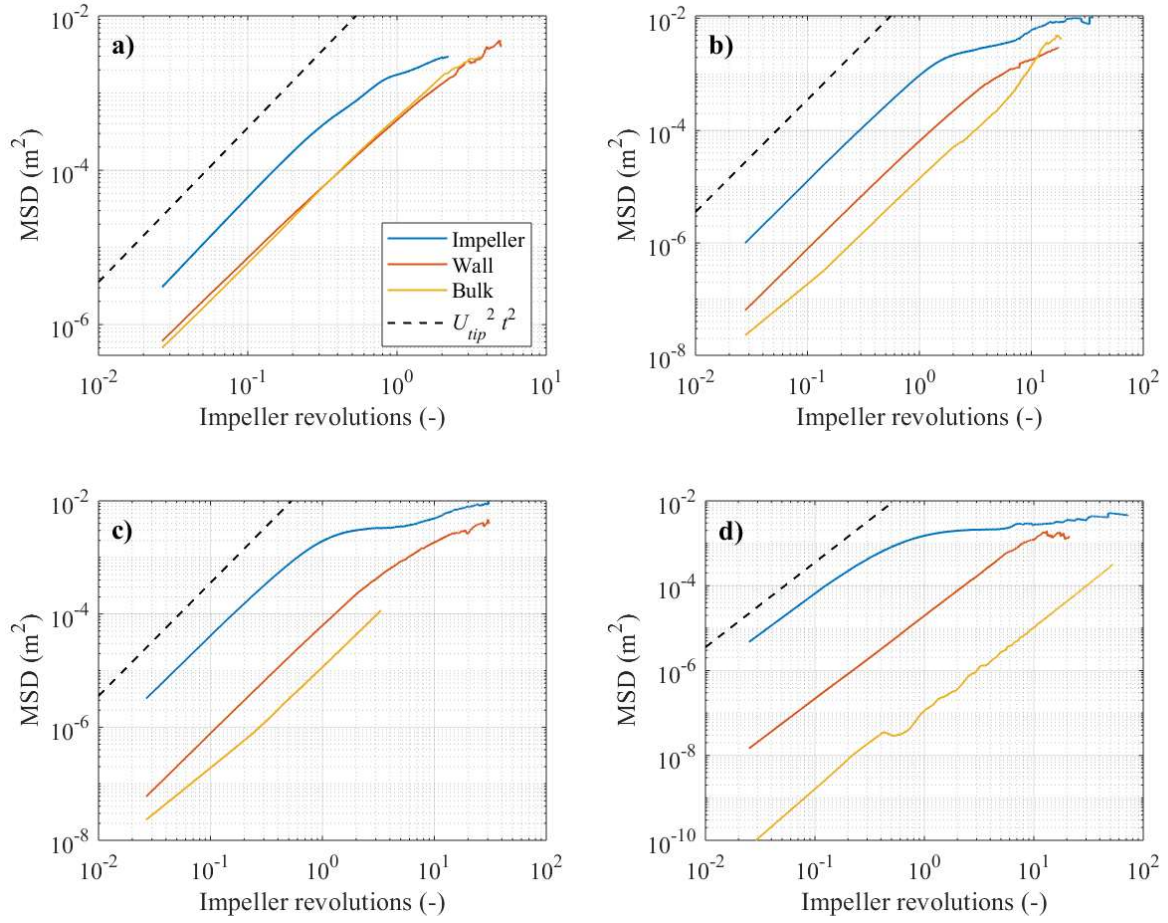 a)
10^-2
10^-4
10^-6
MSD (m^2)
10^-2 10^-1 10^0 10^1
Impeller revolutions (-)
Impeller
Wall
Bulk
U_tip^2 t^2
b)
10^-2
10^-4
10^-6
10^-8
MSD (m^2)
10^-2 10^-1 10^0 10^1 10^2
Impeller revolutions (-)
c)
10^-2
10^-4
10^-6
10^-8
MSD (m^2)
10^-2 10^-1 10^0 10^1 10^2
Impeller revolutions (-)
d)
10^-2
10^-4
10^-6
10^-8
10^-10
MSD (m^2)
10^-2 10^-1 10^0 10^1 10^2
Impeller revolutions (-)